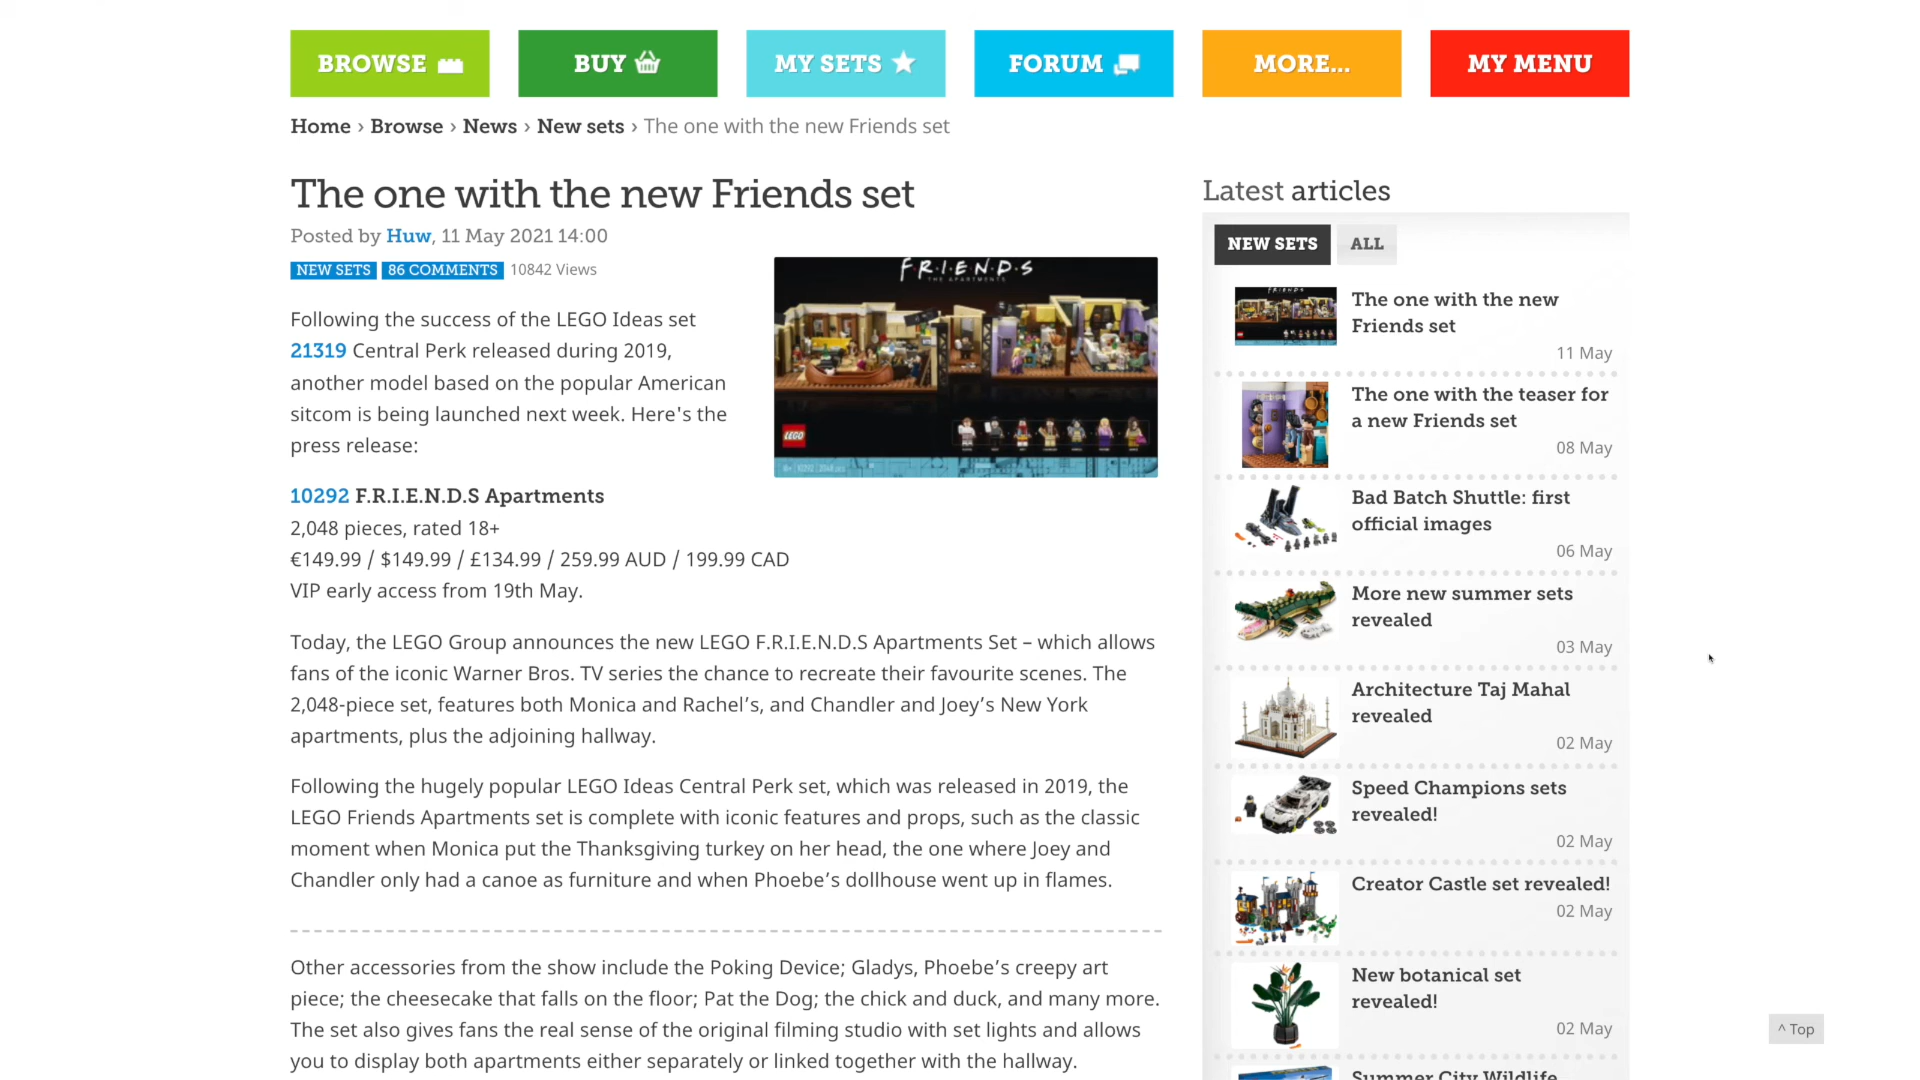 BROWSE
BUY
MY SETS
FORUM
MORE...
MY MENU
Home › Browse › News › New sets › The one with the new Friends set
The one with the new Friends set
Posted by Huw, 11 May 2021 14:00
NEW SETS 86 COMMENTS 10842 Views
Following the success of the LEGO Ideas set
21319 Central Perk released during 2019,
another model based on the popular American
sitcom is being launched next week. Here's the
press release:
F·R·I·E·N·D·S
THE APARTMENTS
LEGO
10292 F.R.I.E.N.D.S Apartments
2,048 pieces, rated 18+
€149.99 / $149.99 / £134.99 / 259.99 AUD / 199.99 CAD
VIP early access from 19th May.
Today, the LEGO Group announces the new LEGO F.R.I.E.N.D.S Apartments Set – which allows
fans of the iconic Warner Bros. TV series the chance to recreate their favourite scenes. The
2,048-piece set, features both Monica and Rachel’s, and Chandler and Joey’s New York
apartments, plus the adjoining hallway.
Following the hugely popular LEGO Ideas Central Perk set, which was released in 2019, the
LEGO Friends Apartments set is complete with iconic features and props, such as the classic
moment when Monica put the Thanksgiving turkey on her head, the one where Joey and
Chandler only had a canoe as furniture and when Phoebe’s dollhouse went up in flames.
Other accessories from the show include the Poking Device; Gladys, Phoebe’s creepy art
piece; the cheesecake that falls on the floor; Pat the Dog; the chick and duck, and many more.
The set also gives fans the real sense of the original filming studio with set lights and allows
you to display both apartments either separately or linked together with the hallway.
Latest articles
NEW SETS ALL
F·R·I·E·N·D·S
The one with the new
Friends set
11 May
The one with the teaser for
a new Friends set
08 May
Bad Batch Shuttle: first
official images
06 May
More new summer sets
revealed
03 May
Architecture Taj Mahal
revealed
02 May
Speed Champions sets
revealed!
02 May
Creator Castle set revealed!
02 May
New botanical set
revealed!
02 May
Summer City Wildlife
^ Top